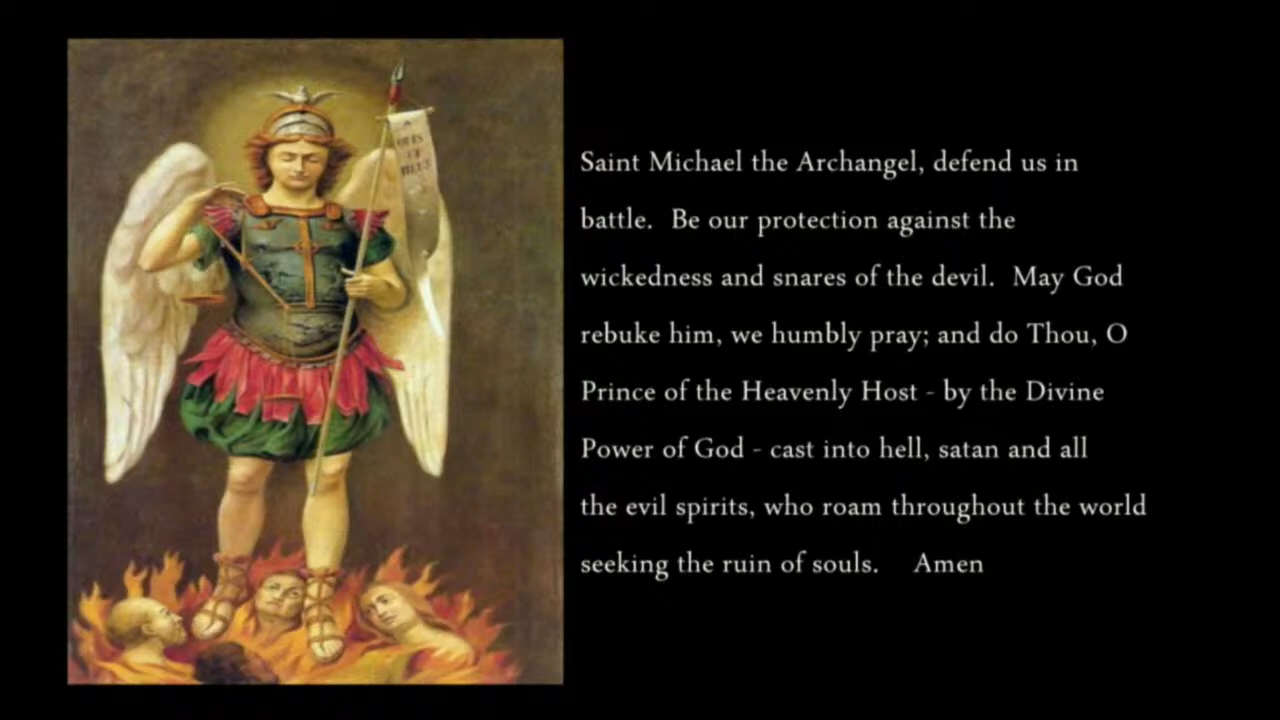 Saint Michael the Archangel, defend us in
battle.  Be our protection against the
wickedness and snares of the devil.  May God
rebuke him, we humbly pray; and do Thou, O
Prince of the Heavenly Host - by the Divine
Power of God - cast into hell, satan and all
the evil spirits, who roam throughout the world
seeking the ruin of souls.    Amen